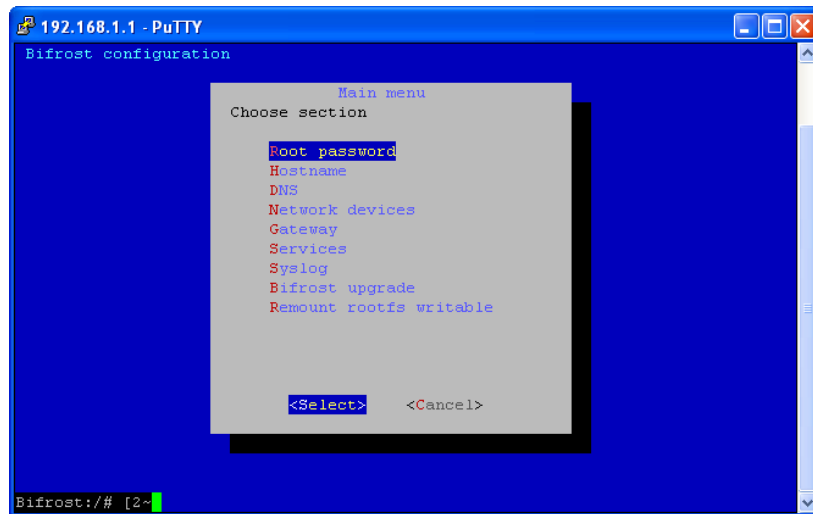 192.168.1.1 - PuTTY
Bifrost configuration
Main menu
Choose section
Root password
Hostname
DNS
Network devices
Gateway
Services
Syslog
Bifrost upgrade
Remount rootfs writable
<Select> <Cancel>
Bifrost:/# [2~